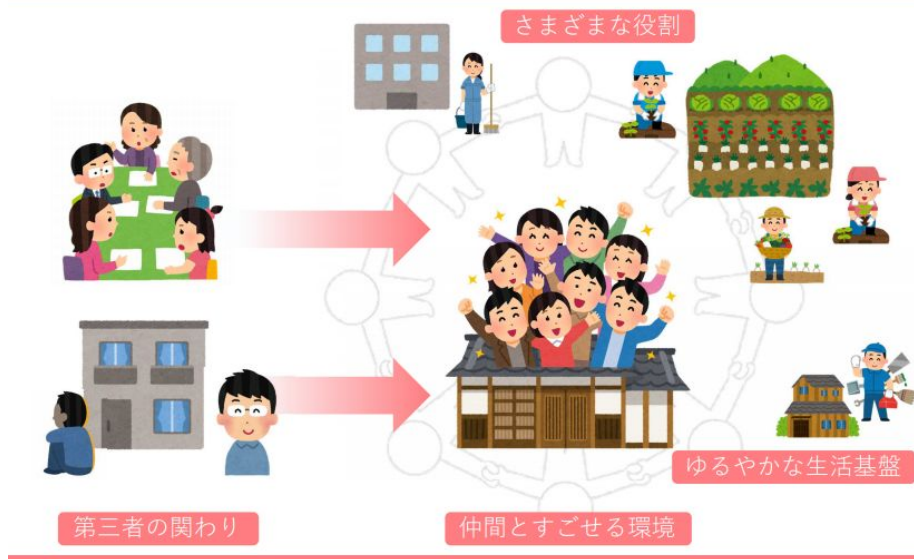 さまざまな役割
ゆるやかな生活基盤
第三者の関わり
仲間とすごせる環境